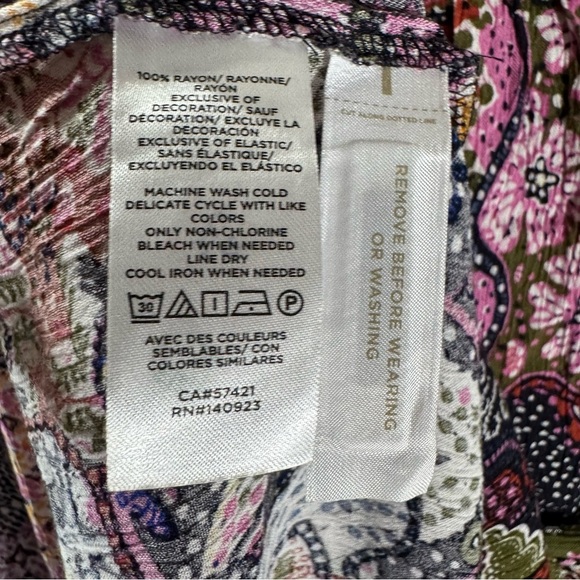 100% RAYON/ RAYONNE/
RAYÓN
EXCLUSIVE OF
DECORATION/ SAUF
DÉCORATION/ EXCLUYE LA
DECORACIÓN
EXCLUSIVE OF ELASTIC/
SANS ÉLASTIQUE/
EXCLUYENDO EL ELÁSTICO
MACHINE WASH COLD
DELICATE CYCLE WITH LIKE
COLORS
ONLY NON-CHLORINE
BLEACH WHEN NEEDED
LINE DRY
COOL IRON WHEN NEEDED
30 P
AVEC DES COULEURS
SEMBLABLES/ CON
COLORES SIMILARES
CA#57421
RN#140923
CUT ALONG DOTTED LINE
REMOVE BEFORE WEARING
OR WASHING